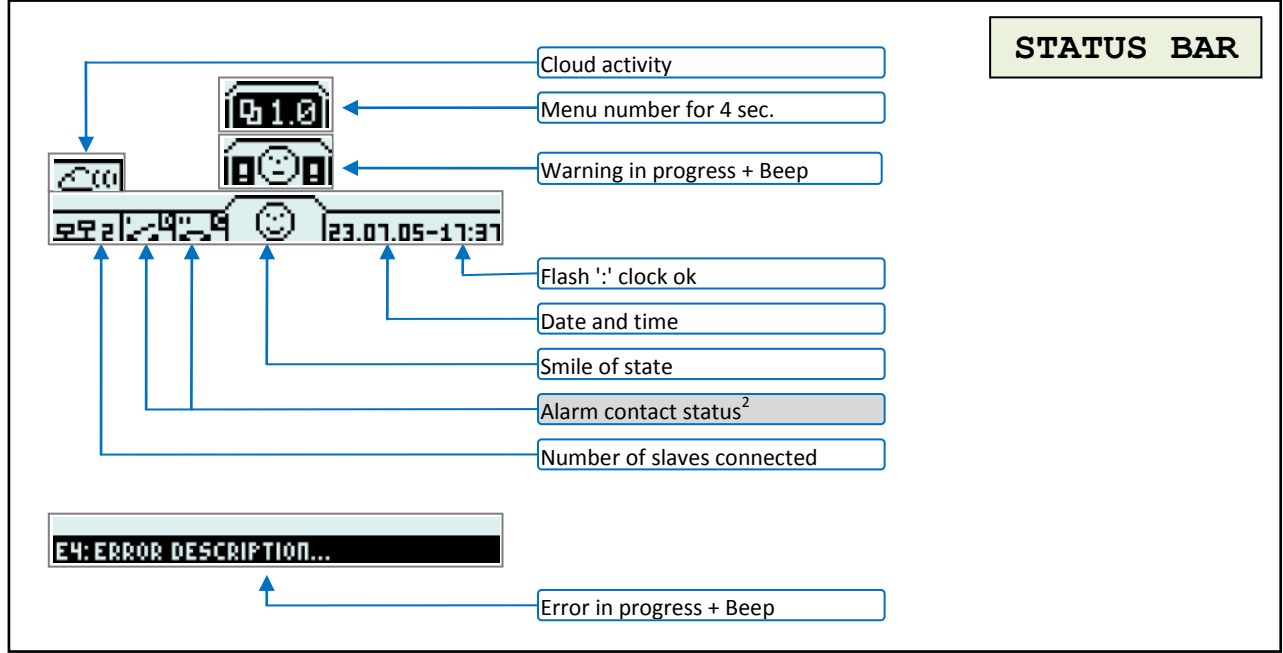 STATUS BAR
Cloud activity
1.0
Menu number for 4 sec.
Warning in progress + Beep
2
23.07.05-17:37
Flash ':' clock ok
Date and time
Smile of state
Alarm contact status2
Number of slaves connected
E4: ERROR DESCRIPTION...
Error in progress + Beep